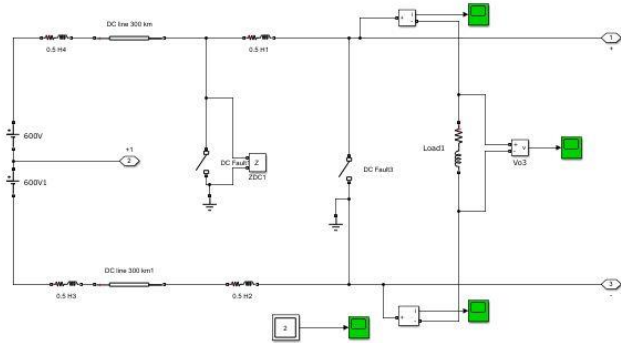 DC line 300 km
0.5 H4
0.5 H1
i
+
-
1
+
600V
+1
2
600V1
DC Fault1
Z
ZDC1
DC Fault3
Load1
+
-
v
Vo3
DC line 300 km1
0.5 H3
0.5 H2
3
-
i
+
-
2